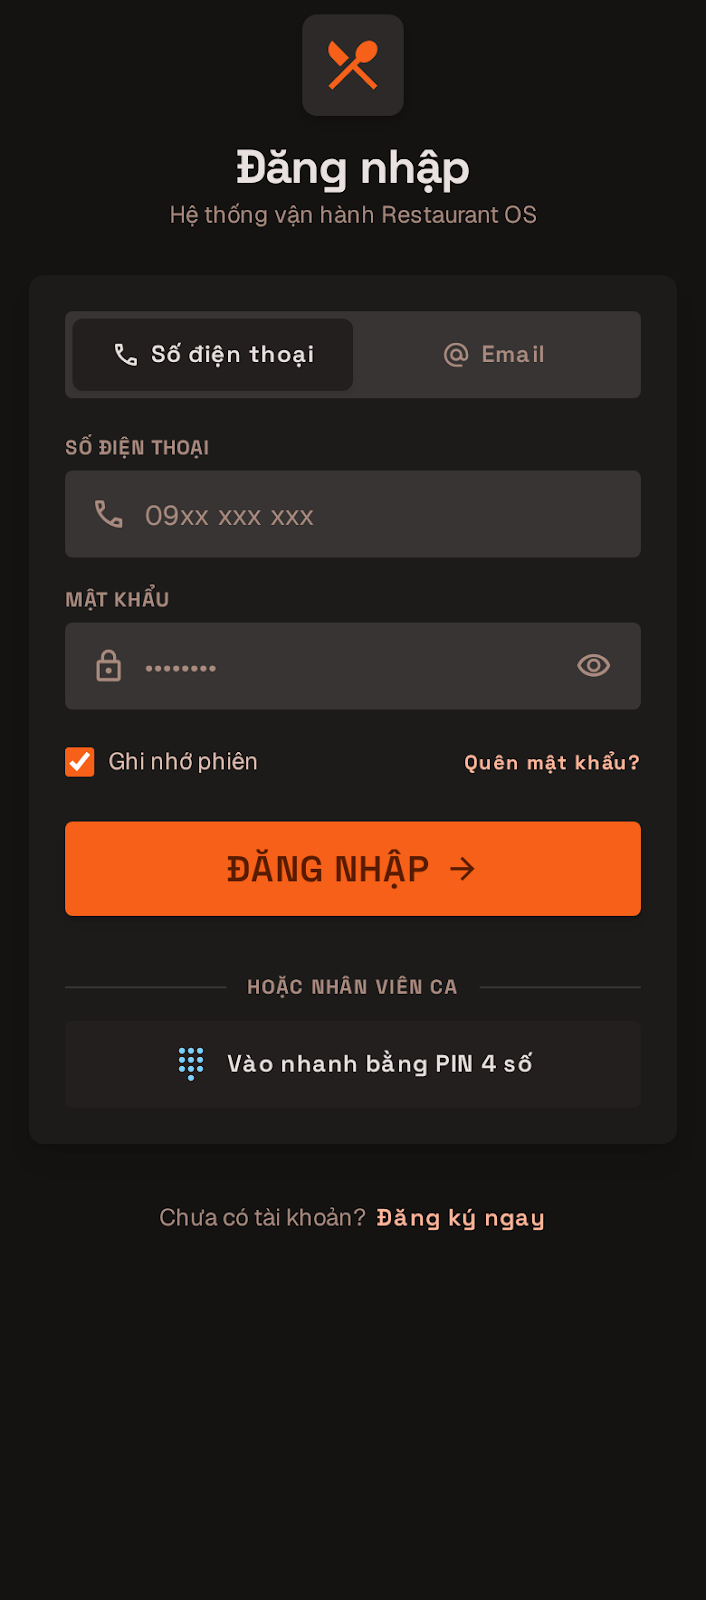 Đăng nhập
Hệ thống vận hành Restaurant OS
Số điện thoại
Email
SỐ ĐIỆN THOẠI
09xx xxx xxx
MẬT KHẨU
••••••••
Ghi nhớ phiên
Quên mật khẩu?
ĐĂNG NHẬP →
HOẶC NHÂN VIÊN CA
Vào nhanh bằng PIN 4 số
Chưa có tài khoản? Đăng ký ngay